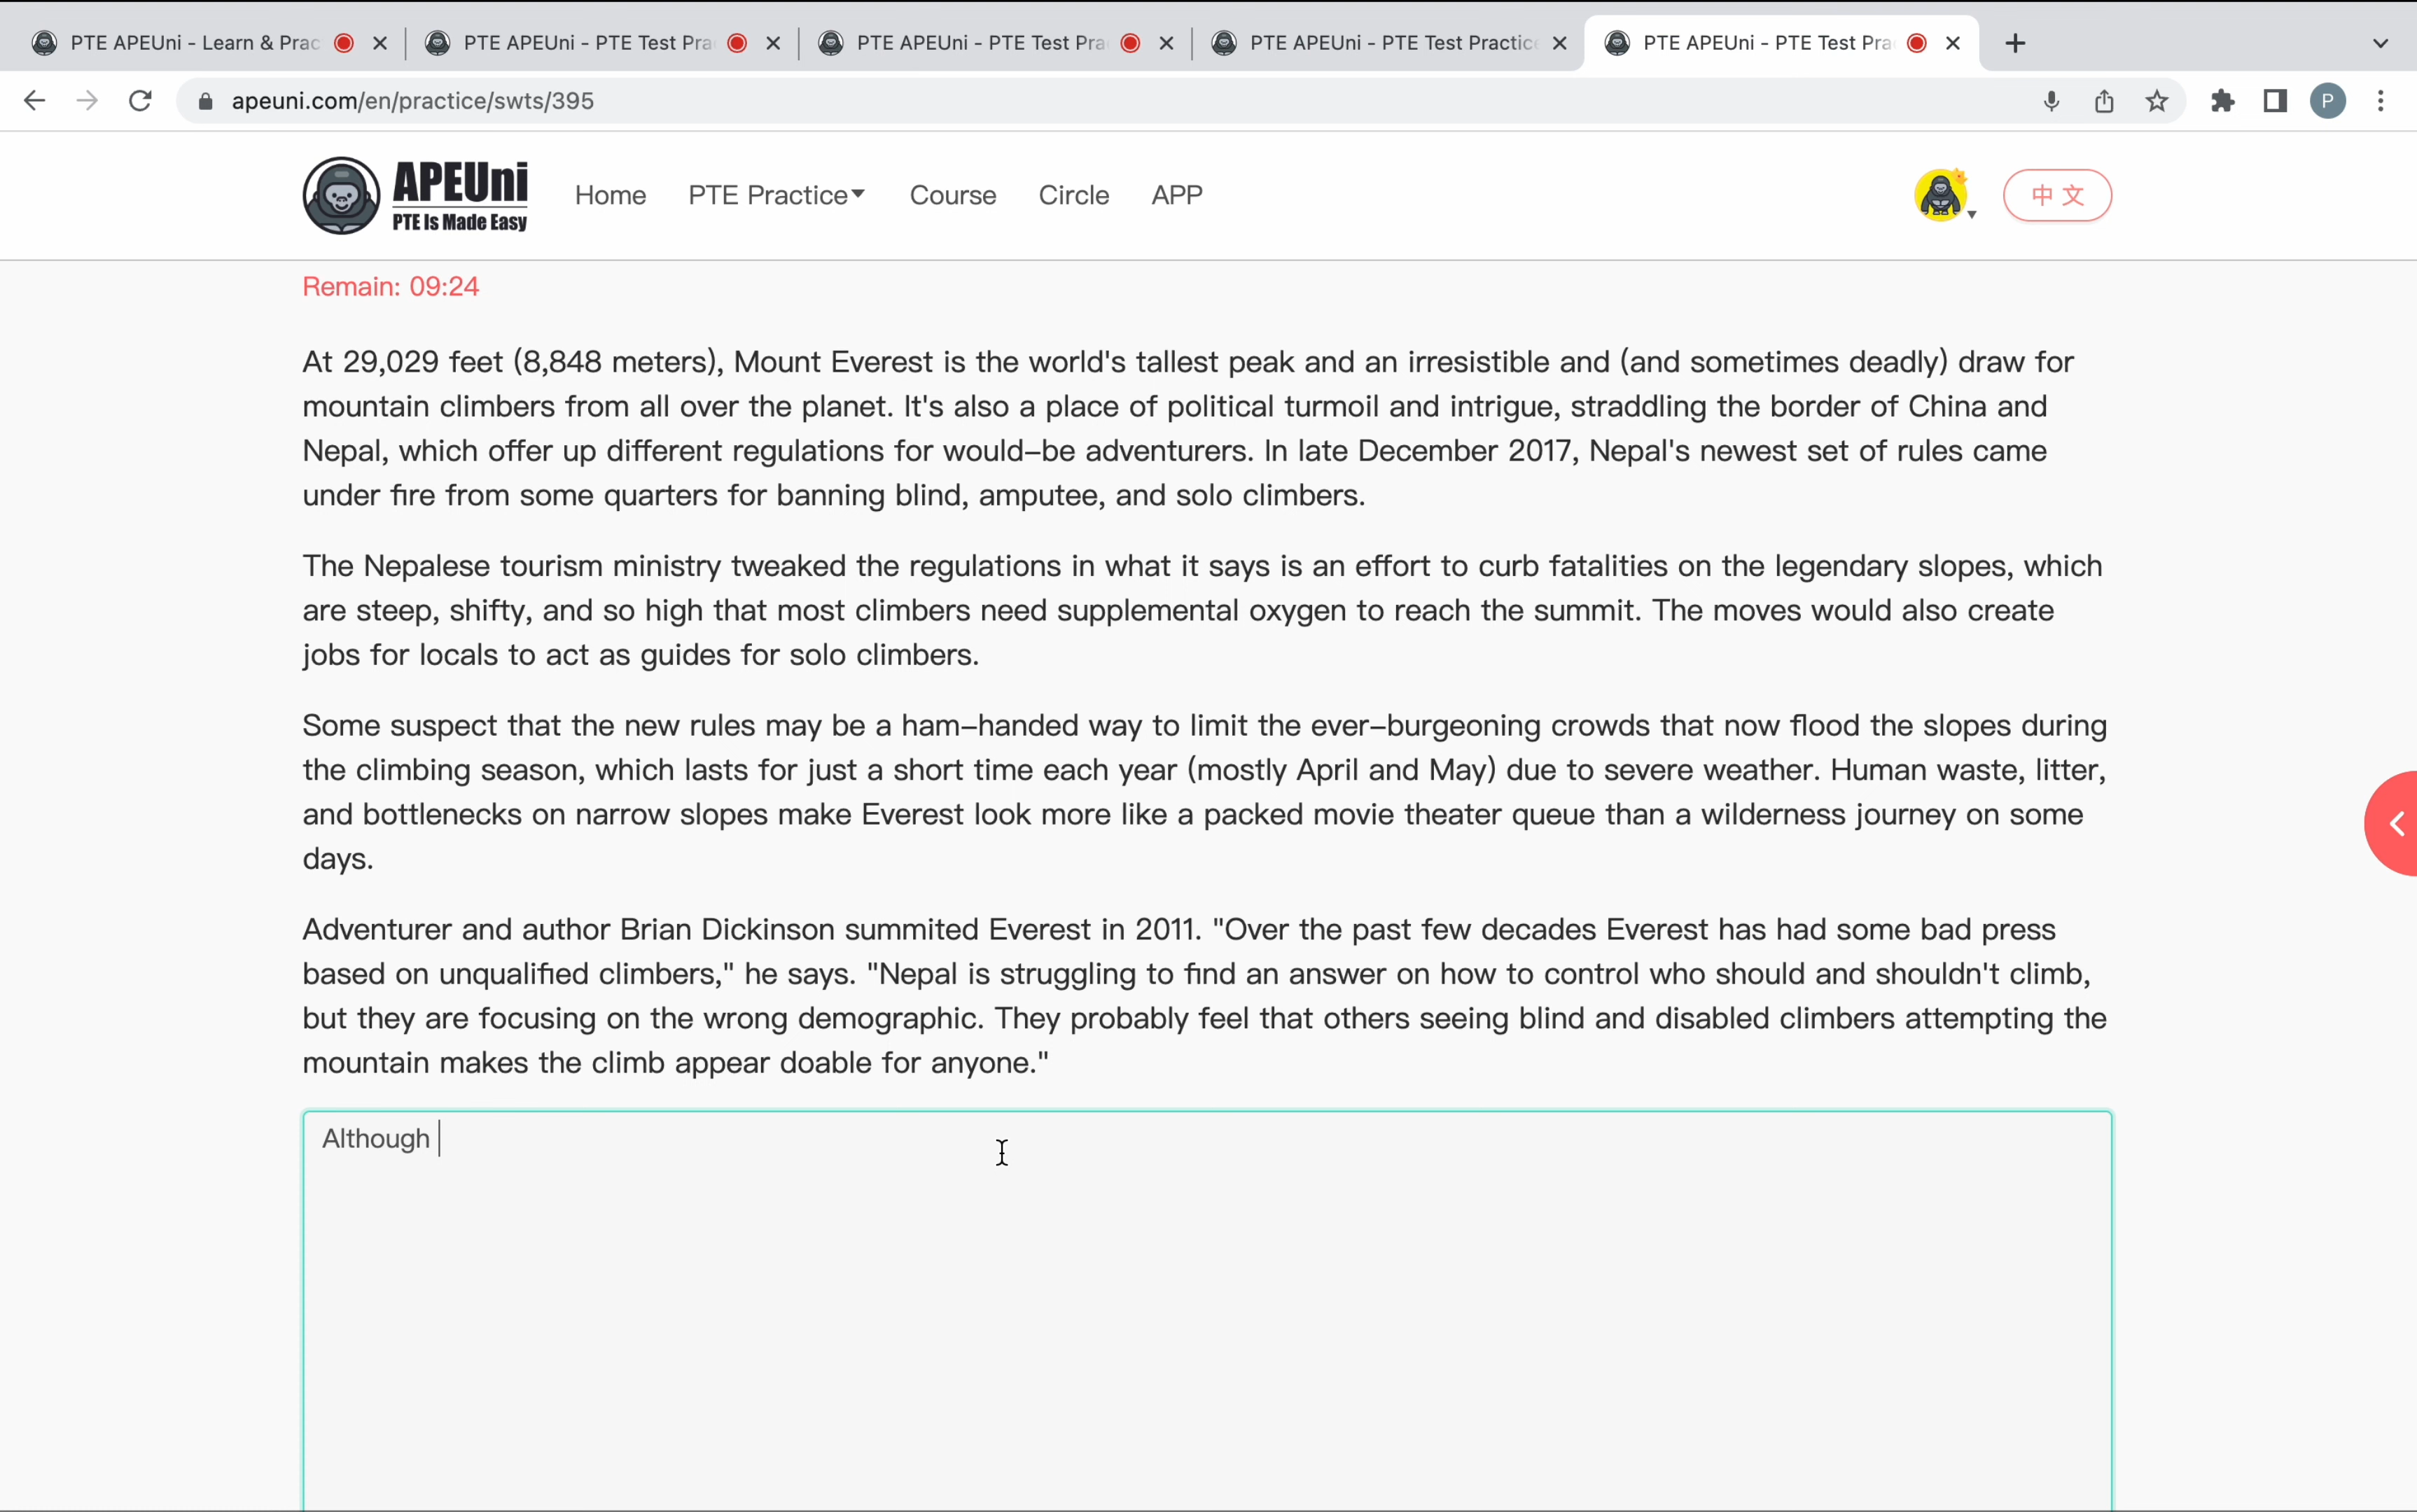 PTE APEUni - Learn & Prac
PTE APEUni - PTE Test Pra
PTE APEUni - PTE Test Pra
PTE APEUni - PTE Test Practice
PTE APEUni - PTE Test Pra
apeuni.com/en/practice/swts/395
P
APEUni
PTE Is Made Easy
Home
PTE Practice
Course
Circle
APP
中文
Remain: 09:24
At 29,029 feet (8,848 meters), Mount Everest is the world's tallest peak and an irresistible and (and sometimes deadly) draw for
mountain climbers from all over the planet. It's also a place of political turmoil and intrigue, straddling the border of China and
Nepal, which offer up different regulations for would–be adventurers. In late December 2017, Nepal's newest set of rules came
under fire from some quarters for banning blind, amputee, and solo climbers.
The Nepalese tourism ministry tweaked the regulations in what it says is an effort to curb fatalities on the legendary slopes, which
are steep, shifty, and so high that most climbers need supplemental oxygen to reach the summit. The moves would also create
jobs for locals to act as guides for solo climbers.
Some suspect that the new rules may be a ham–handed way to limit the ever–burgeoning crowds that now flood the slopes during
the climbing season, which lasts for just a short time each year (mostly April and May) due to severe weather. Human waste, litter,
and bottlenecks on narrow slopes make Everest look more like a packed movie theater queue than a wilderness journey on some
days.
Adventurer and author Brian Dickinson summited Everest in 2011. "Over the past few decades Everest has had some bad press
based on unqualified climbers," he says. "Nepal is struggling to find an answer on how to control who should and shouldn't climb,
but they are focusing on the wrong demographic. They probably feel that others seeing blind and disabled climbers attempting the
mountain makes the climb appear doable for anyone."
Although